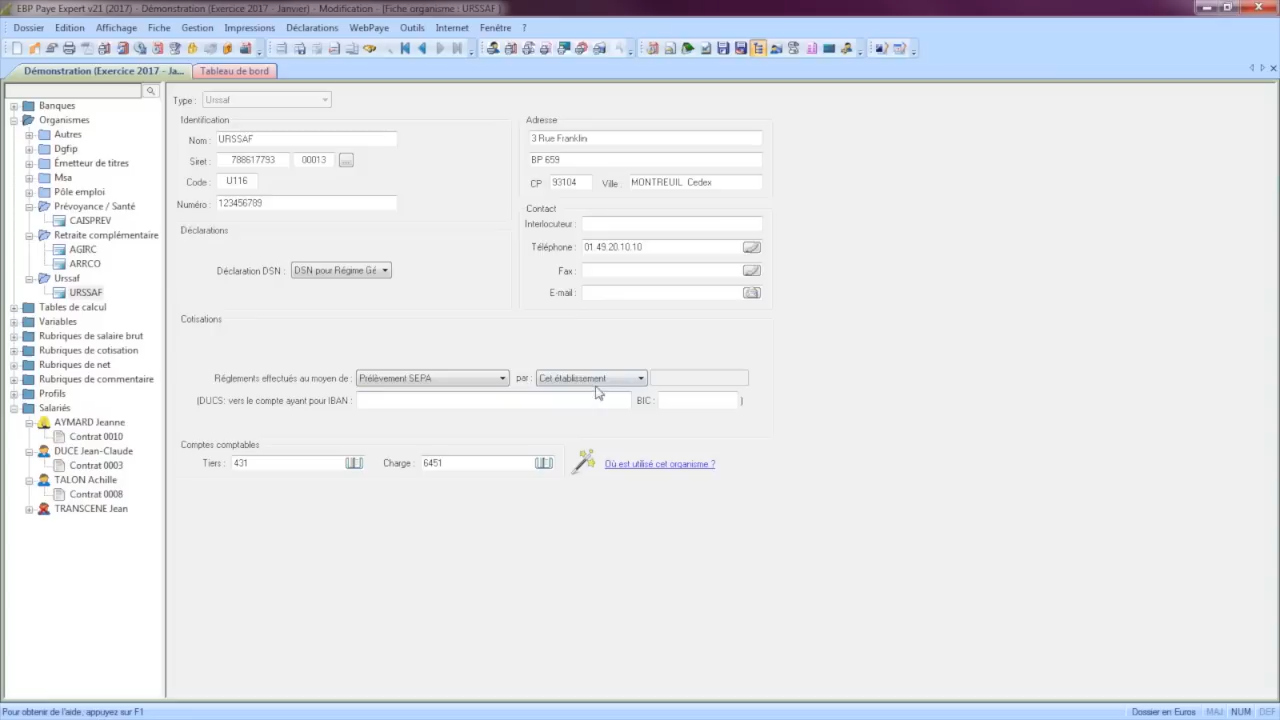 EBP Paye Expert v21 (2017) - Démonstration (Exercice 2017 - Janvier) - Modification - [Fiche organisme : URSSAF ]
Dossier Edition Affichage Fiche Gestion Impressions Déclarations WebPaye Outils Internet Fenêtre ?
Démonstration (Exercice 2017 - Ja... Tableau de bord
Banques
Organismes
Autres
Dgfip
Émetteur de titres
Msa
Pôle emploi
Prévoyance / Santé
CAISPREV
Retraite complémentaire
AGIRC
ARRCO
Urssaf
URSSAF
Tables de calcul
Variables
Rubriques de salaire brut
Rubriques de cotisation
Rubriques de net
Rubriques de commentaire
Profils
Salariés
AYMARD Jeanne
Contrat 0010
DUCE Jean-Claude
Contrat 0003
TALON Achille
Contrat 0008
TRANSCENE Jean
Type : Urssaf
Identification
Nom : URSSAF
Siret : 788617793 00013 ...
Code : U116
Numéro : 123456789
Adresse
3 Rue Franklin
BP 659
CP 93104 Ville : MONTREUIL Cedex
Contact
Interlocuteur :
Téléphone : 01.49.20.10.10
Fax :
E-mail :
Déclarations
Déclaration DSN : DSN pour Régime Gé
Cotisations
Réglements effectués au moyen de : Prélèvement SEPA par : Cet établissement
(DUCS: vers le compte ayant pour IBAN : BIC : )
Comptes comptables
Tiers : 431 Charge : 6451 Où est utilisé cet organisme ?
Pour obtenir de l'aide, appuyez sur F1 Dossier en Euros MAJ NUM DEF